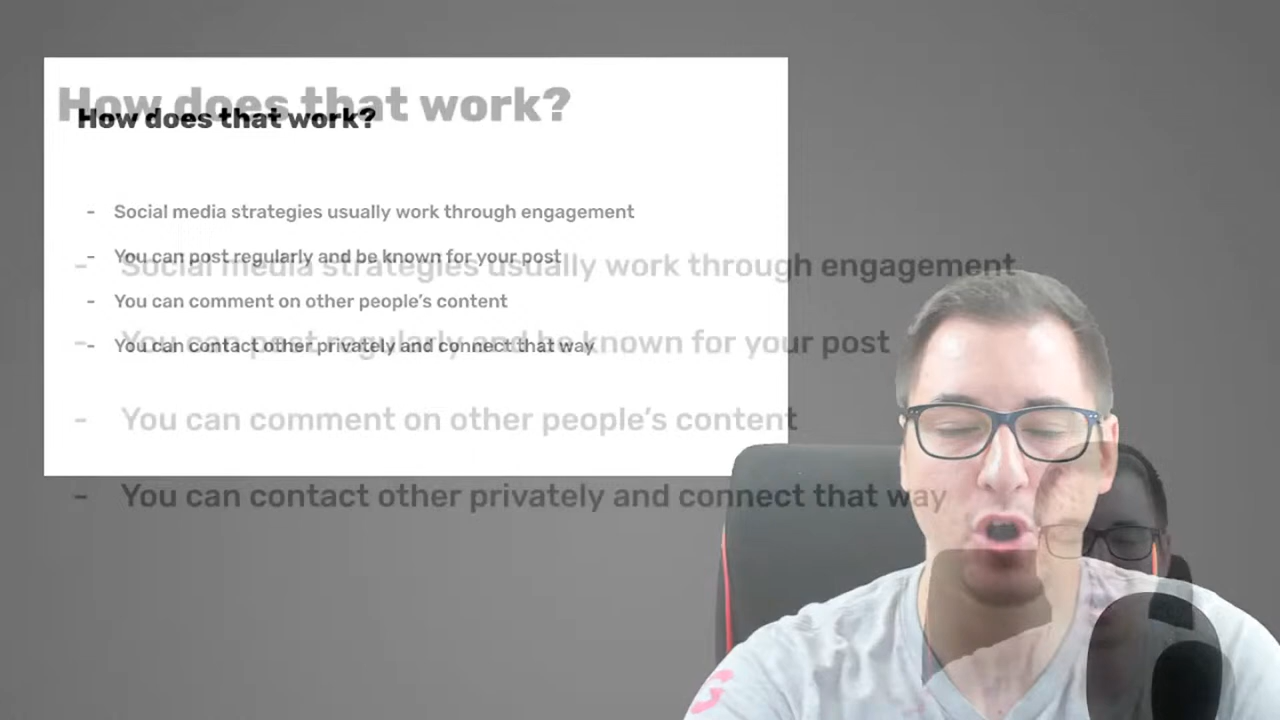 How does that work?
How does that work?
- Social media strategies usually work through engagement
- You can post regularly and be known for your post
- Social media strategies usually work through engagement
- You can comment on other people’s content
- You can contact other privately and connect that way
- You can post regularly and be known for your post
- You can comment on other people’s content
- You can contact other privately and connect that way